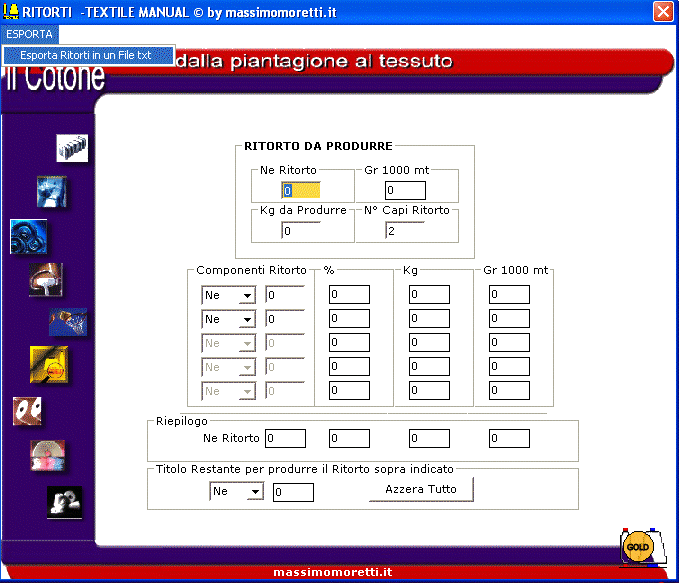 RITORTI -TEXTILE MANUAL © by massimomoretti.it
ESPORTA
Esporta Ritorti in un File txt
dalla piantagione al tessuto
il Cotone
RITORTO DA PRODURRE
Ne Ritorto Gr 1000 mt
0 0
Kg da Produrre N° Capi Ritorto
0 2
Componenti Ritorto % Kg Gr 1000 mt
Ne 0 0 0 0
Ne 0 0 0 0
Ne 0 0 0 0
Ne 0 0 0 0
Ne 0 0 0 0
Riepilogo
Ne Ritorto 0 0 0 0
Titolo Restante per produrre il Ritorto sopra indicato
Ne 0 Azzera Tutto
GOLD
massimomoretti.it